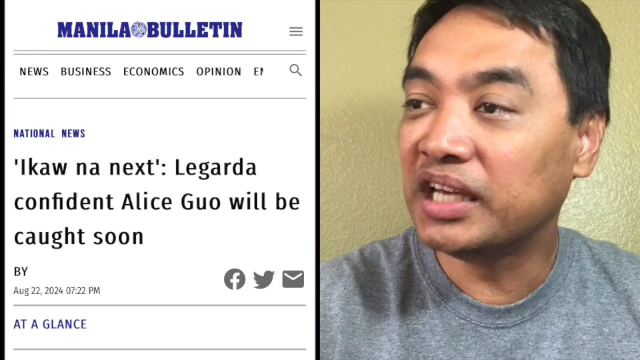 MANILA BULLETIN
NEWS BUSINESS ECONOMICS OPINION EN
NATIONAL NEWS
'Ikaw na next': Legarda
confident Alice Guo will be
caught soon
BY
Aug 22, 2024 07:22 PM
AT A GLANCE